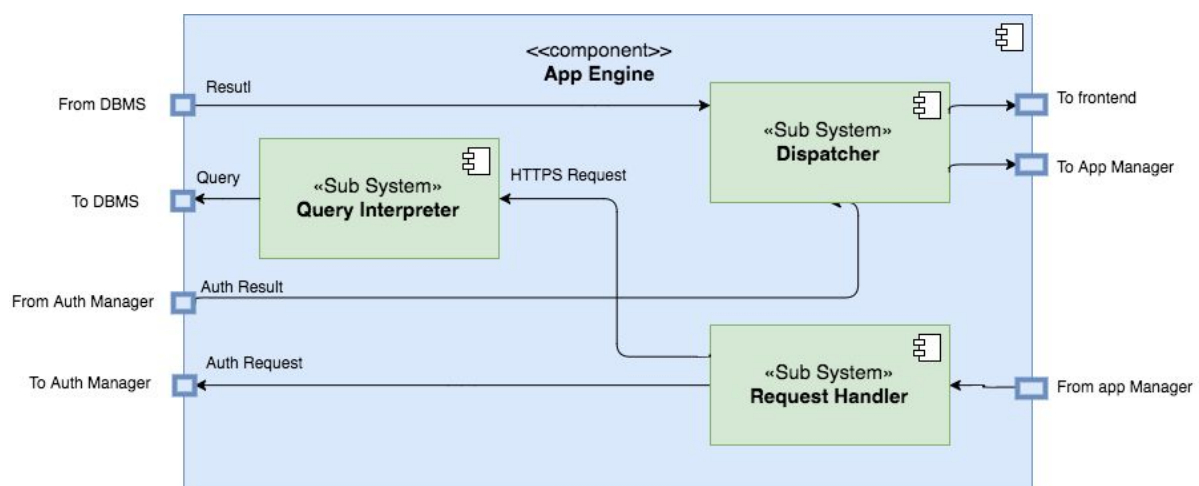 <<component>>
App Engine
From DBMS
Resutl
To frontend
«Sub System»
Dispatcher
To App Manager
Query
HTTPS Request
«Sub System»
Query Interpreter
To DBMS
From Auth Manager
Auth Result
To Auth Manager
Auth Request
«Sub System»
Request Handler
From app Manager